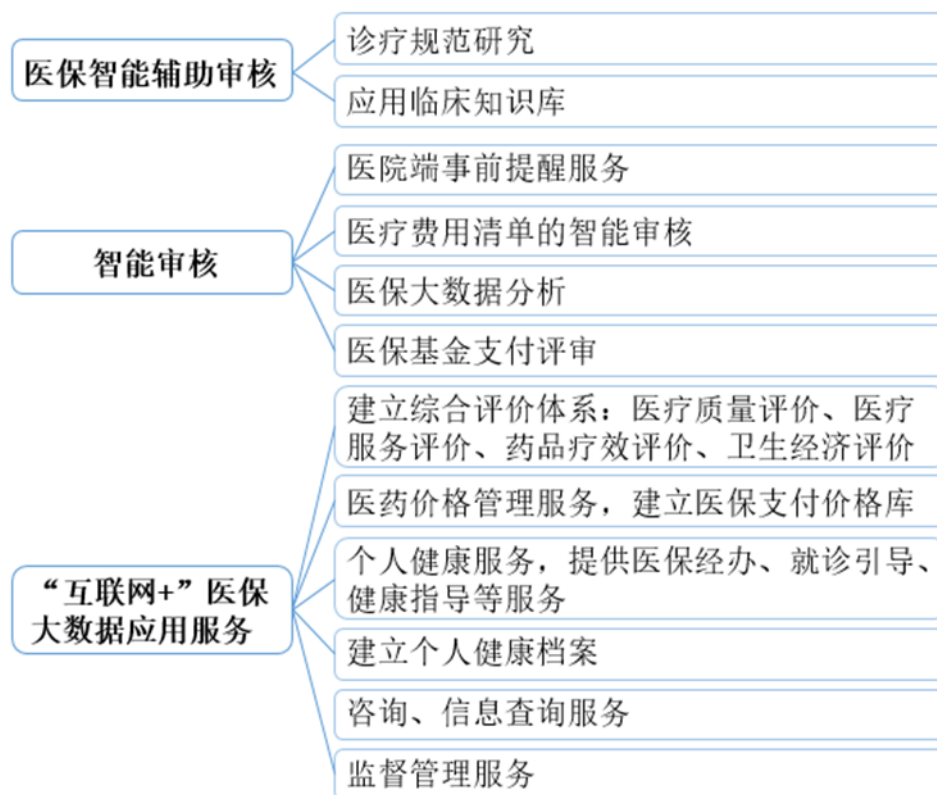 医保智能辅助审核
诊疗规范研究
应用临床知识库
智能审核
医院端事前提醒服务
医疗费用清单的智能审核
医保大数据分析
医保基金支付评审
“互联网+”医保
大数据应用服务
建立综合评价体系：医疗质量评价、医疗
服务评价、药品疗效评价、卫生经济评价
医药价格管理服务，建立医保支付价格库
个人健康服务，提供医保经办、就诊引导、
健康指导等服务
建立个人健康档案
咨询、信息查询服务
监督管理服务